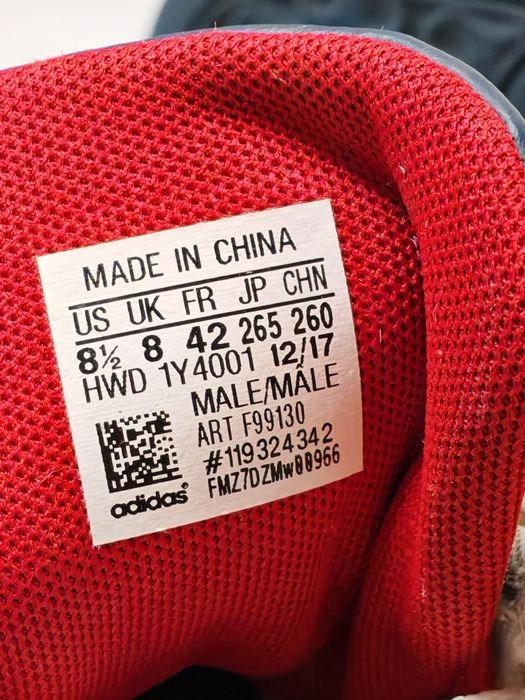 MADE IN CHINA
US UK FR JP CHN
8½ 8 42 265 260
HWD 1Y4001 12/17
MALE/MÂLE
ART F99130
#119324342
FMZ7DZMw00966
adidas®